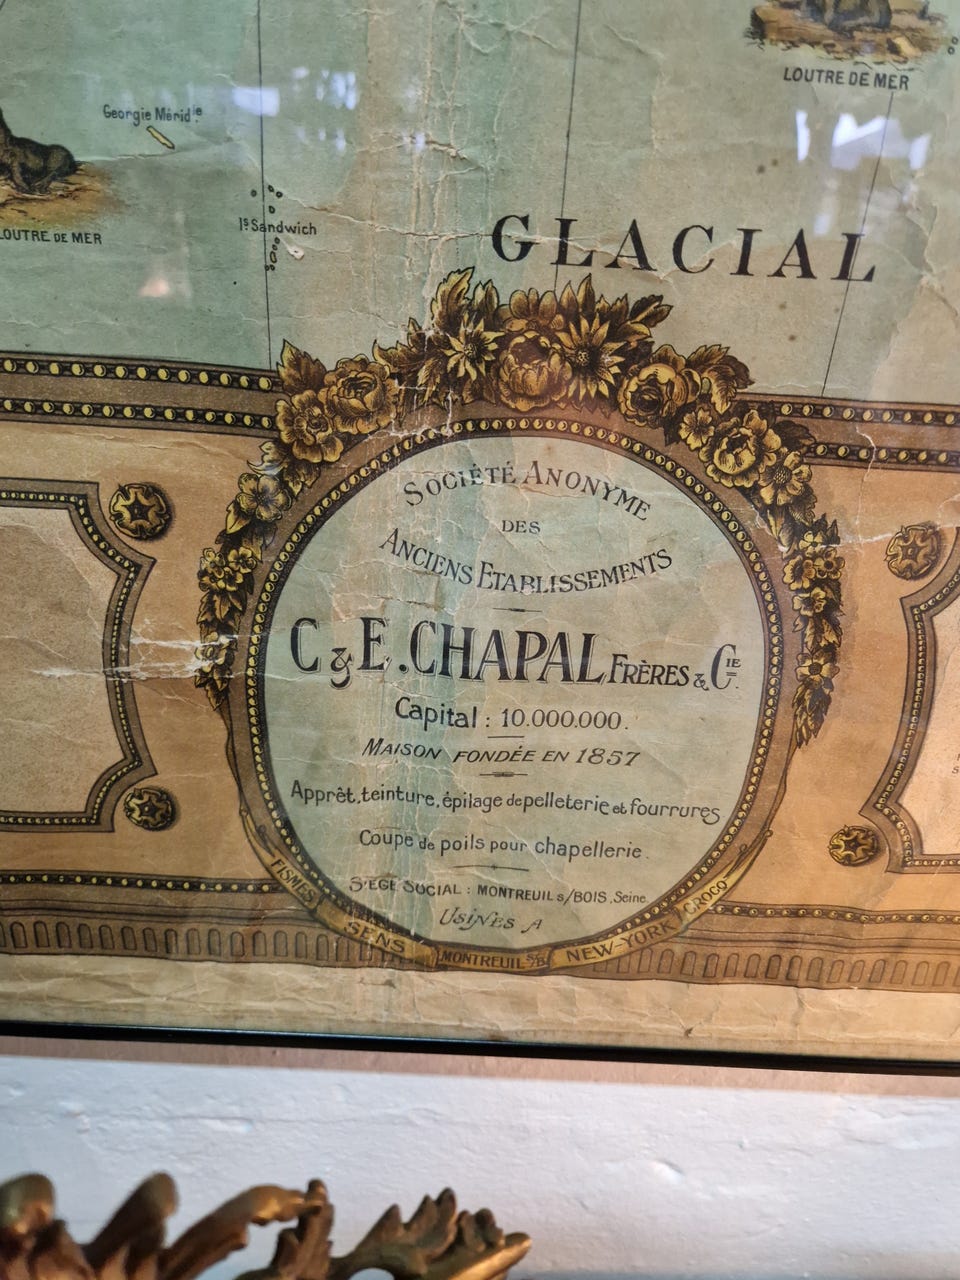 LOUTRE DE MER
Georgie Mérid.le
LOUTRE DE MER
Is Sandwich
GLACIAL
SOCIÉTÉ ANONYME
DES
ANCIENS ETABLISSEMENTS
C & E. CHAPAL FRÈRES & CIE.
Capital : 10.000.000.
MAISON FONDÉE EN 1857
Apprêt, teinture, épilage de pelleterie et fourrures
Coupe de poils pour chapellerie.
SIÈGE SOCIAL : MONTREUIL s/BOIS, Seine.
USINES A
FISMES SENS MONTREUIL S/B NEW-YORK CROCQ